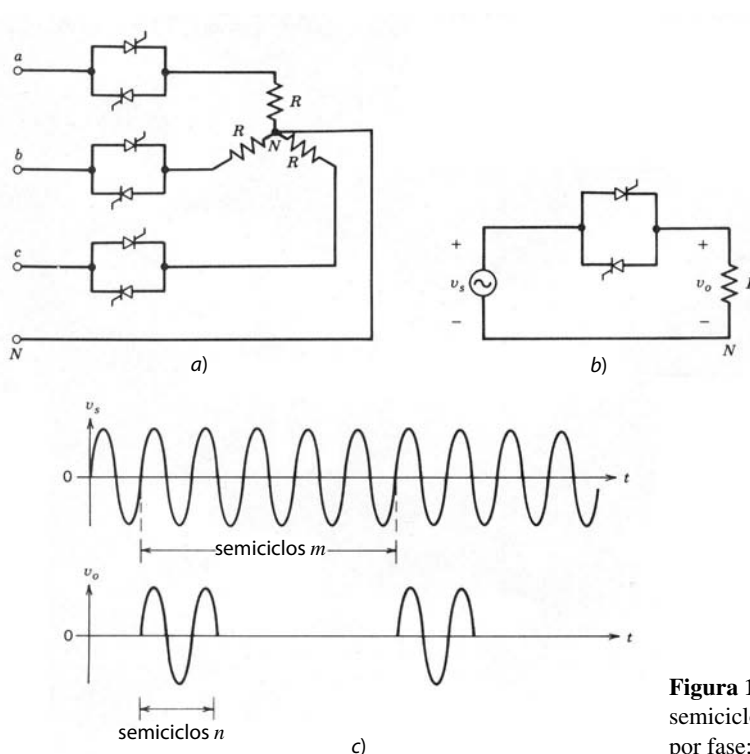 a
R
R
N
R
b
c
N
a)
+
v_s
−
+
v_o
−
N
b)
v_s
0
t
semiciclos m
v_o
0
t
semiciclos n
c)
Figura 1
semiciclo
por fase: